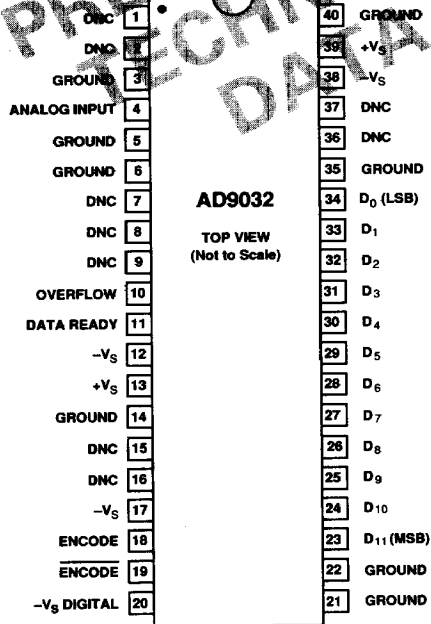 PRELIMINARY
TECHNICAL
DATA
DNC 1
DNC 2
GROUND 3
ANALOG INPUT 4
GROUND 5
GROUND 6
DNC 7
DNC 8
DNC 9
OVERFLOW 10
DATA READY 11
–VS 12
+VS 13
GROUND 14
DNC 15
DNC 16
–VS 17
ENCODE 18
ENCODE 19
–VS DIGITAL 20
AD9032
TOP VIEW
(Not to Scale)
40 GROUND
39 +VS
38 –VS
37 DNC
36 DNC
35 GROUND
34 D0 (LSB)
33 D1
32 D2
31 D3
30 D4
29 D5
28 D6
27 D7
26 D8
25 D9
24 D10
23 D11 (MSB)
22 GROUND
21 GROUND